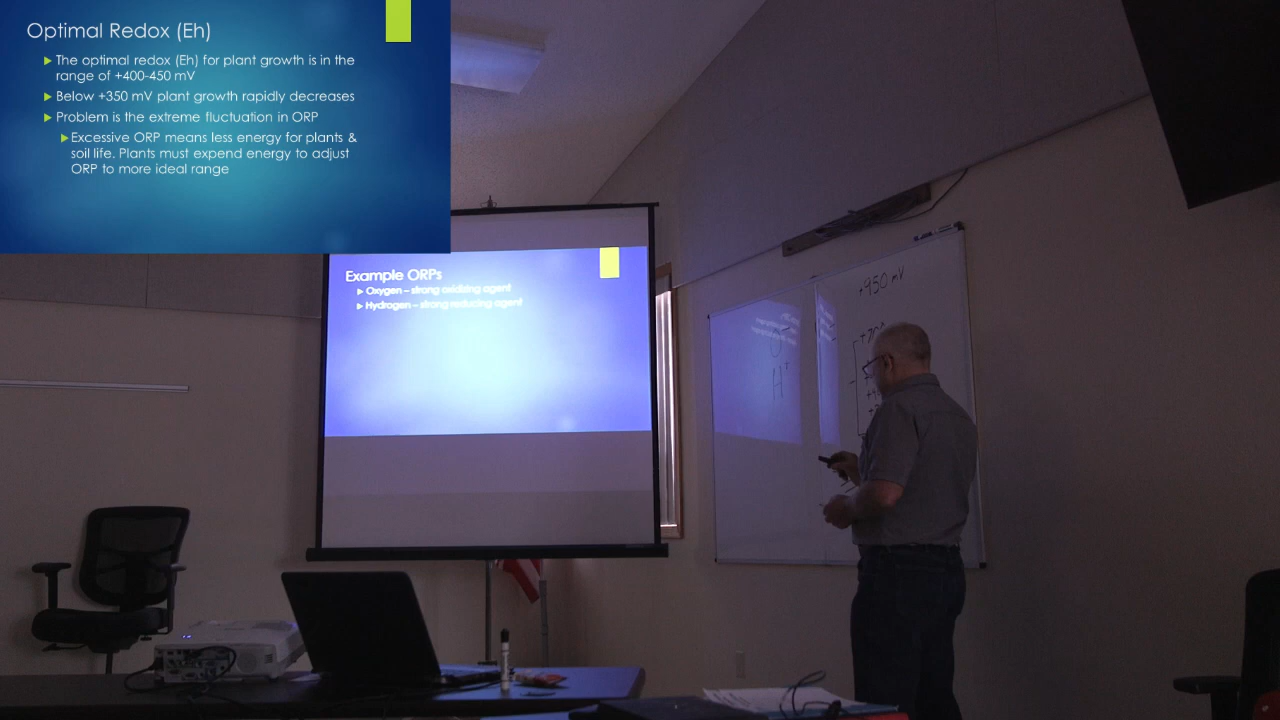 Optimal Redox (Eh)
The optimal redox (Eh) for plant growth is in the
range of +400-450 mV
Below +350 mV plant growth rapidly decreases
Problem is the extreme fluctuation in ORP
Excessive ORP means less energy for plants &
soil life. Plants must expend energy to adjust
ORP to more ideal range
Example ORPs
Oxygen – strong oxidizing agent
Hydrogen – strong reducing agent
+950 mV
H+